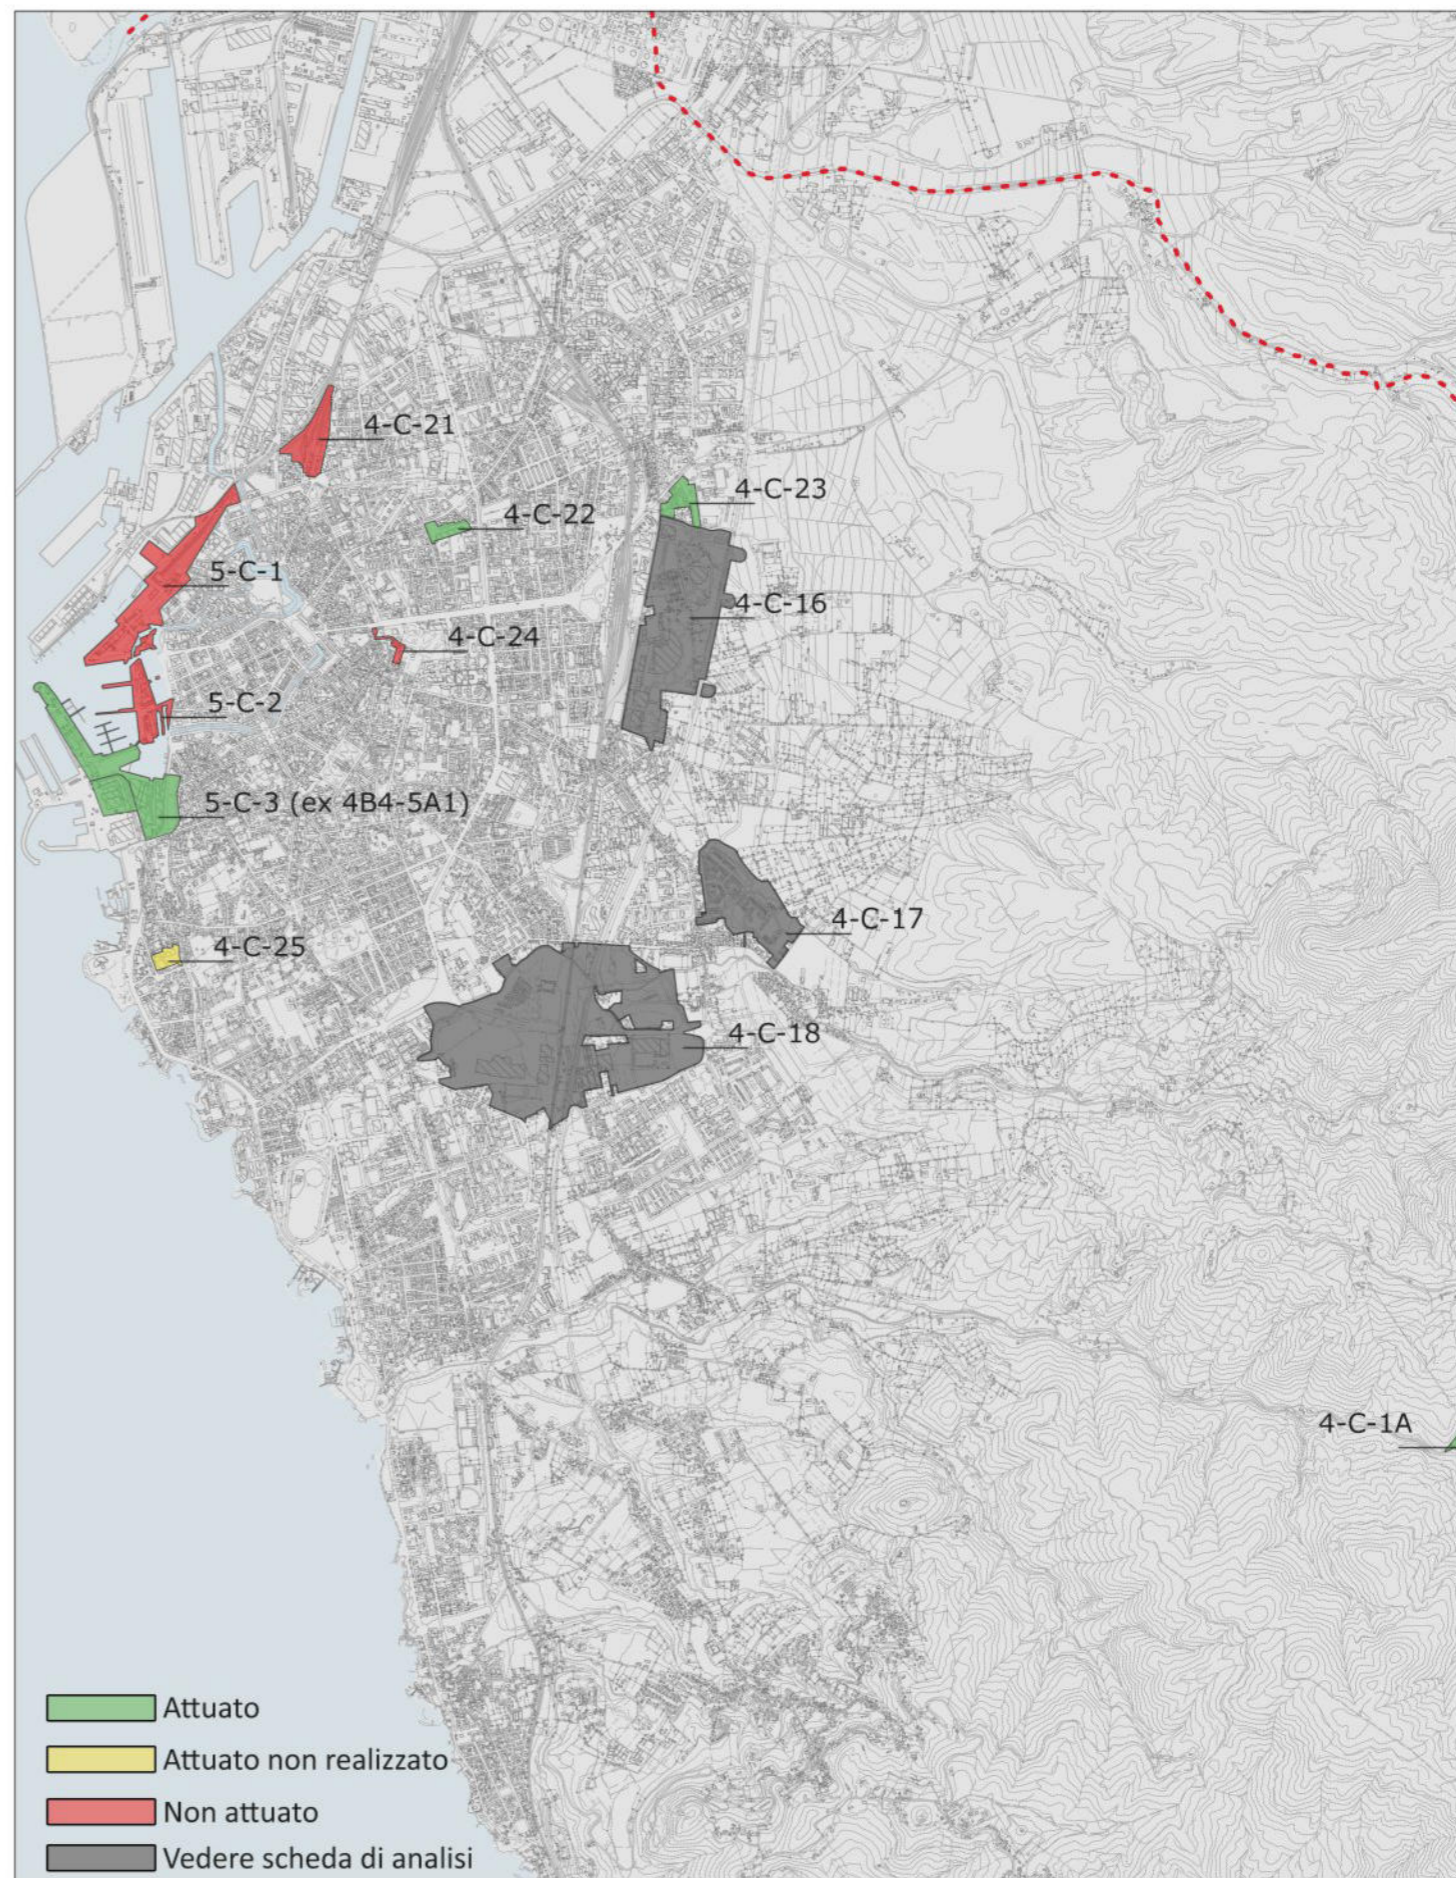 4-C-21
4-C-23
4-C-22
5-C-1
4-C-16
4-C-24
5-C-2
5-C-3 (ex 4B4-5A1)
4-C-17
4-C-25
4-C-18
4-C-1A
Attuato
Attuato non realizzato
Non attuato
Vedere scheda di analisi